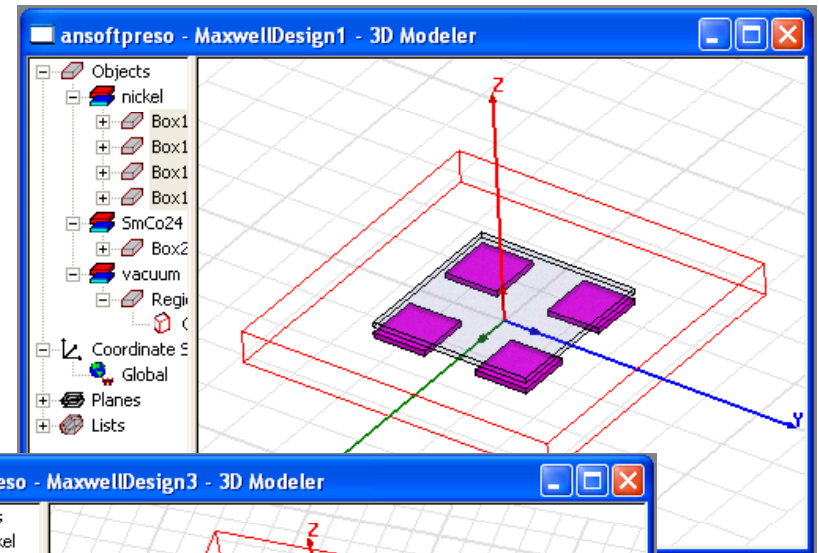 ansoftpreso - MaxwellDesign1 - 3D Modeler
Objects
nickel
Box1
Box1
Box1
Box1
SmCo24
Box2
vacuum
Regi
C
Coordinate S
Global
Planes
Lists
Z
Y
eso - MaxwellDesign3 - 3D Modeler
s
kel
Z